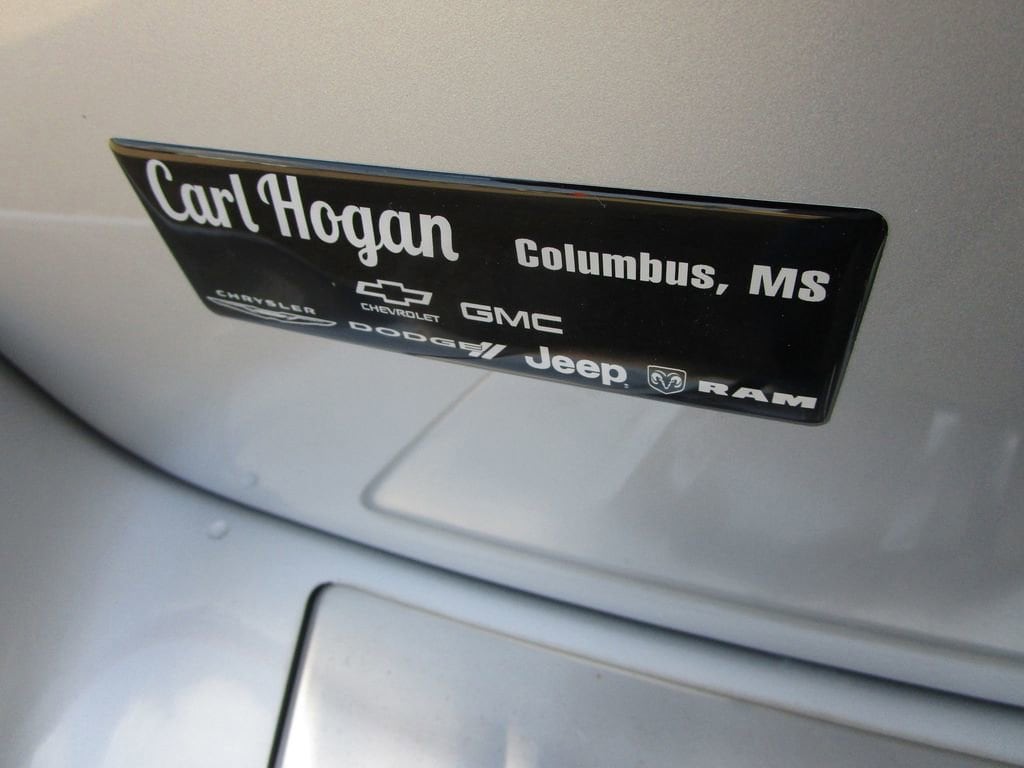 Carl Hogan Columbus, MS
CHEVROLET GMC
CHRYSLER DODGE Jeep RAM